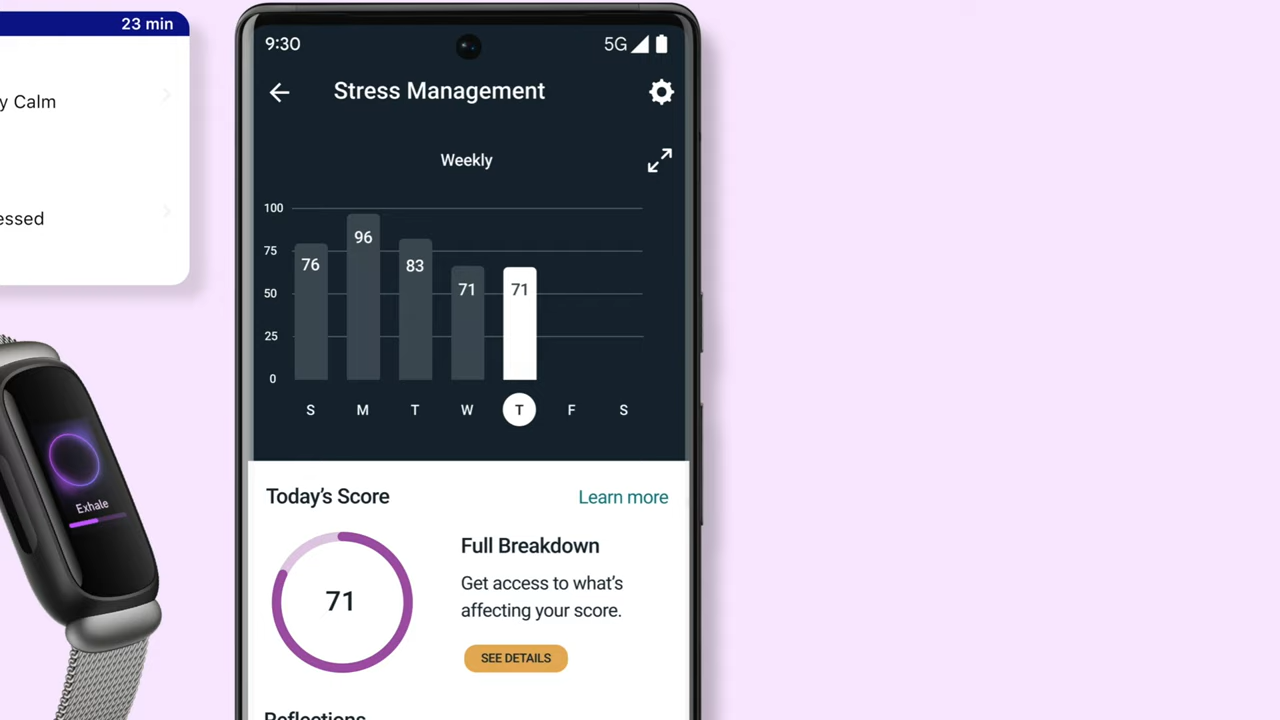 23 min
y Calm
essed
Exhale
9:30
5G
Stress Management
Weekly
100
75
50
25
0
76
96
83
71
71
S M T W T F S
Today's Score
Learn more
71
Full Breakdown
Get access to what's
affecting your score.
SEE DETAILS
Reflections